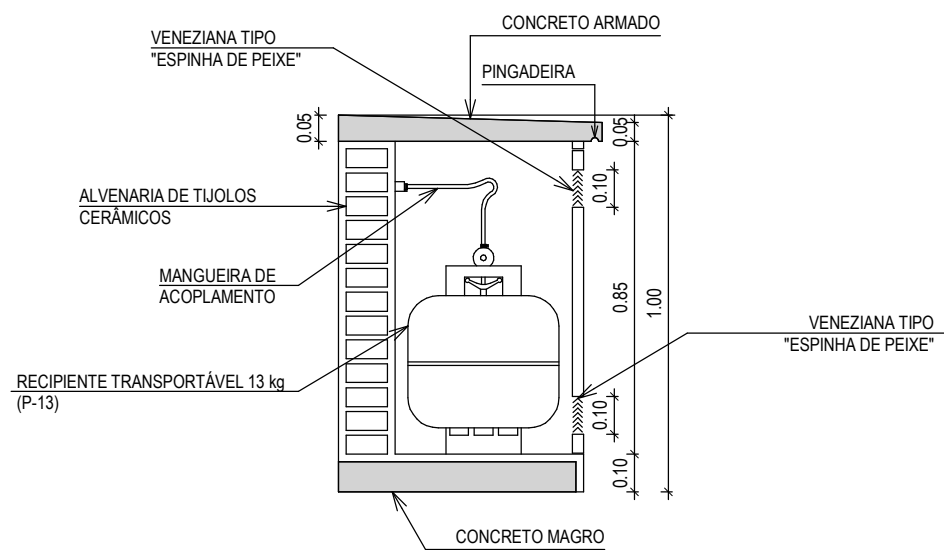 CONCRETO ARMADO
VENEZIANA TIPO
"ESPINHA DE PEIXE"
PINGADEIRA
0.05
0.05
0.10
ALVENARIA DE TIJOLOS
CERÂMICOS
MANGUEIRA DE
ACOPLAMENTO
0.85
1.00
VENEZIANA TIPO
"ESPINHA DE PEIXE"
RECIPIENTE TRANSPORTÁVEL 13 kg
(P-13)
0.10
0.10
CONCRETO MAGRO